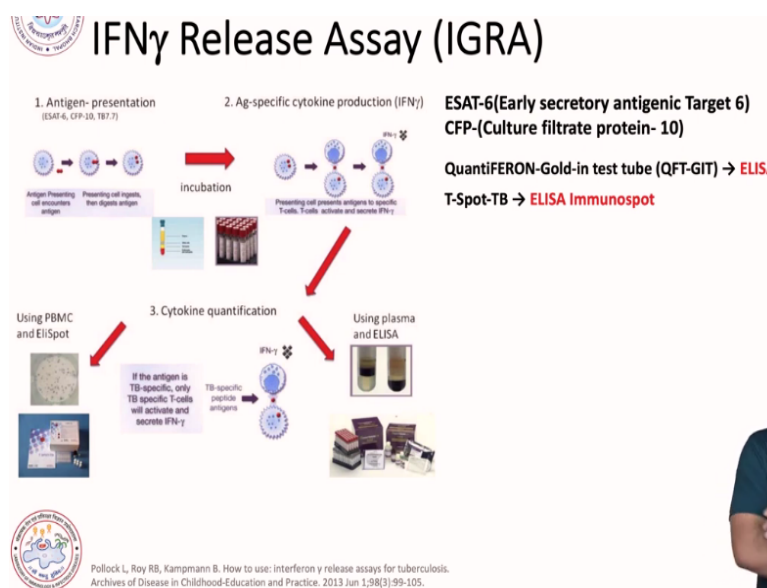 IFNγ Release Assay (IGRA)
1. Antigen- presentation
(ESAT-6, CFP-10, TB7.7)
2. Ag-specific cytokine production (IFNγ)
ESAT-6(Early secretory antigenic Target 6)
CFP-(Culture filtrate protein- 10)
QuantiFERON-Gold-in test tube (QFT-GIT) → ELISA
T-Spot-TB → ELISA Immunospot
IFN-γ
incubation
Antigen Presenting
cell encounters
antigen
Presenting cell ingests,
then digests antigen
Presenting cell presents antigens to specific
T-cells. T-cells activate and secrete IFN-γ
3. Cytokine quantification
Using PBMC
and EliSpot
Using plasma
and ELISA
IFN-γ
If the antigen is
TB-specific, only
TB specific T-cells
will activate and
secrete IFN-γ
TB-specific
peptide
antigens
Pollock L, Roy RB, Kampmann B. How to use: interferon γ release assays for tuberculosis.
Archives of Disease in Childhood-Education and Practice. 2013 Jun 1;98(3):99-105.